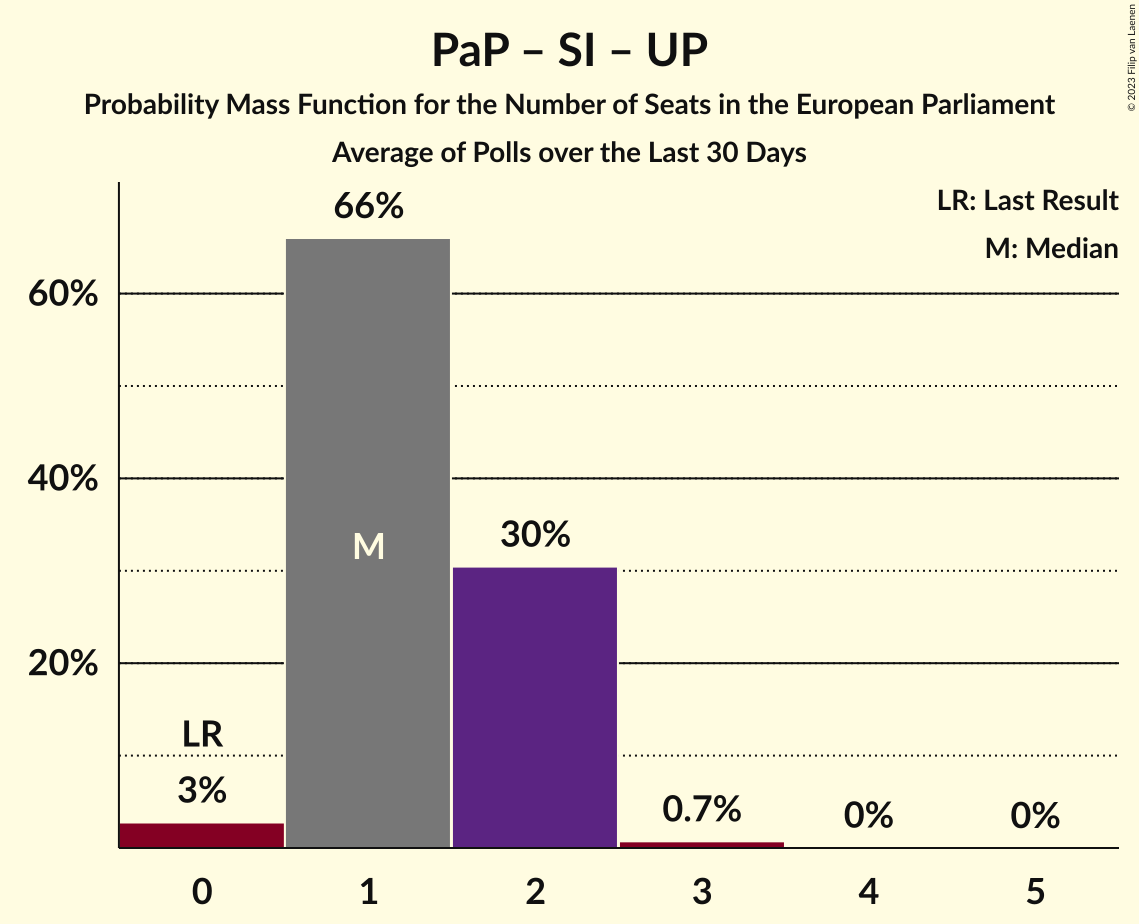 PaP – SI – UP
Probability Mass Function for the Number of Seats in the European Parliament
Average of Polls over the Last 30 Days
© 2023 Filip van Laenen
LR: Last Result
M: Median
66%
60%
40%
M
30%
20%
LR
3%
0.7%
0%
0%
0 1 2 3 4 5